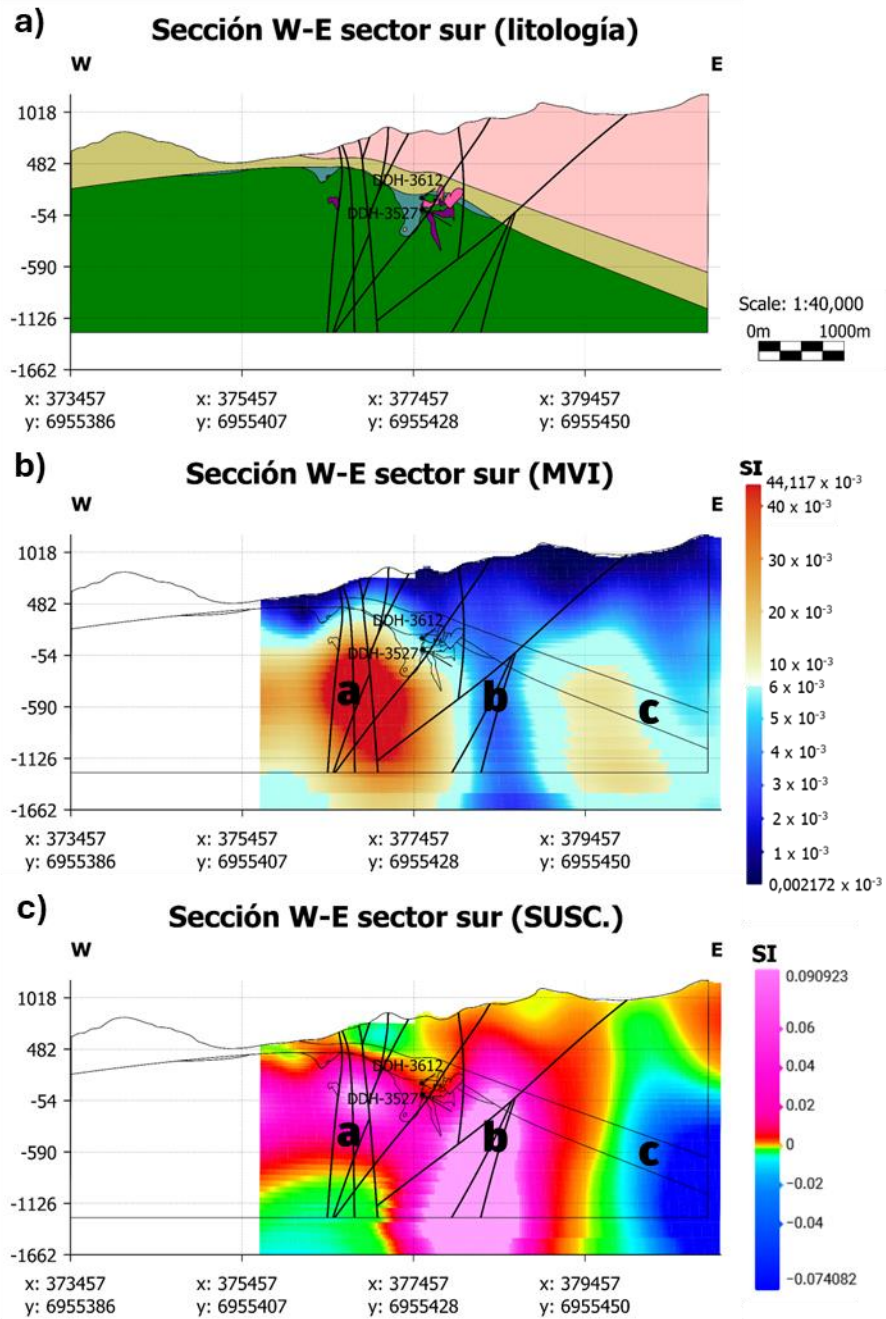 a)
Sección W-E sector sur (litología)
W E
1018
482
-54
-590
-1126
-1662
DDH-3612
DDH-3527
Scale: 1:40,000
0m 1000m
x: 373457 x: 375457 x: 377457 x: 379457
y: 6955386 y: 6955407 y: 6955428 y: 6955450
b)
Sección W-E sector sur (MVI)
W E
1018
482
-54
-590
-1126
-1662
DDH-3612
DDH-3527
a b c
SI
44,117 x 10⁻³
40 x 10⁻³
30 x 10⁻³
20 x 10⁻³
10 x 10⁻³
6 x 10⁻³
4 x 10⁻³
3 x 10⁻³
2 x 10⁻³
1 x 10⁻³
0,002172 x 10⁻³
x: 373457 x: 375457 x: 377457 x: 379457
y: 6955386 y: 6955407 y: 6955428 y: 6955450
c)
Sección W-E sector sur (SUSC.)
W E
1018
482
-54
-590
-1126
-1662
DDH-3612
DDH-3527
a b c
SI
0.090923
0.06
0.04
0.02
0
-0.02
-0.04
-0.074082
x: 373457 x: 375457 x: 377457 x: 379457
y: 6955386 y: 6955407 y: 6955428 y: 6955450